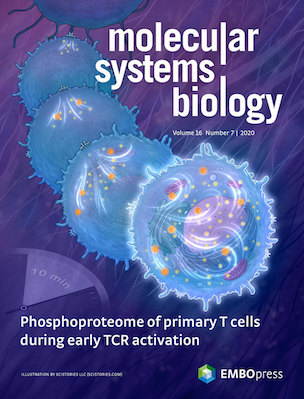 molecular
systems
biology
Volume 16 Number 7 | 2020
10 min
Phosphoproteome of primary T cells
during early TCR activation
ILLUSTRATION BY SCISTORIES LLC (SCISTORIES.COM)
EMBOpress